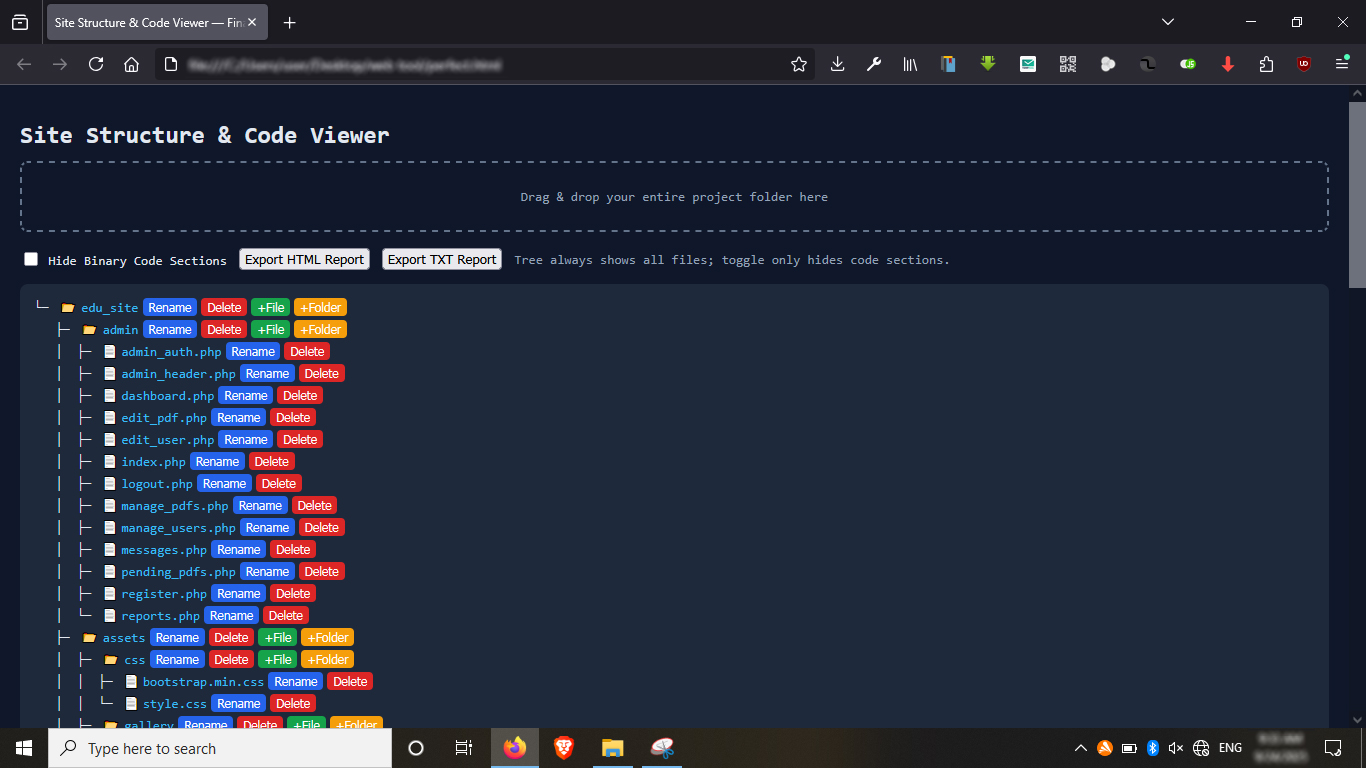 Site Structure & Code Viewer — Fin
Site Structure & Code Viewer
Drag & drop your entire project folder here
Hide Binary Code Sections Export HTML Report Export TXT Report Tree always shows all files; toggle only hides code sections.
edu_site Rename Delete +File +Folder
admin Rename Delete +File +Folder
admin_auth.php Rename Delete
admin_header.php Rename Delete
dashboard.php Rename Delete
edit_pdf.php Rename Delete
edit_user.php Rename Delete
index.php Rename Delete
logout.php Rename Delete
manage_pdfs.php Rename Delete
manage_users.php Rename Delete
messages.php Rename Delete
pending_pdfs.php Rename Delete
register.php Rename Delete
reports.php Rename Delete
assets Rename Delete +File +Folder
css Rename Delete +File +Folder
bootstrap.min.css Rename Delete
style.css Rename Delete
gallery Rename Delete +File +Folder
Type here to search ENG